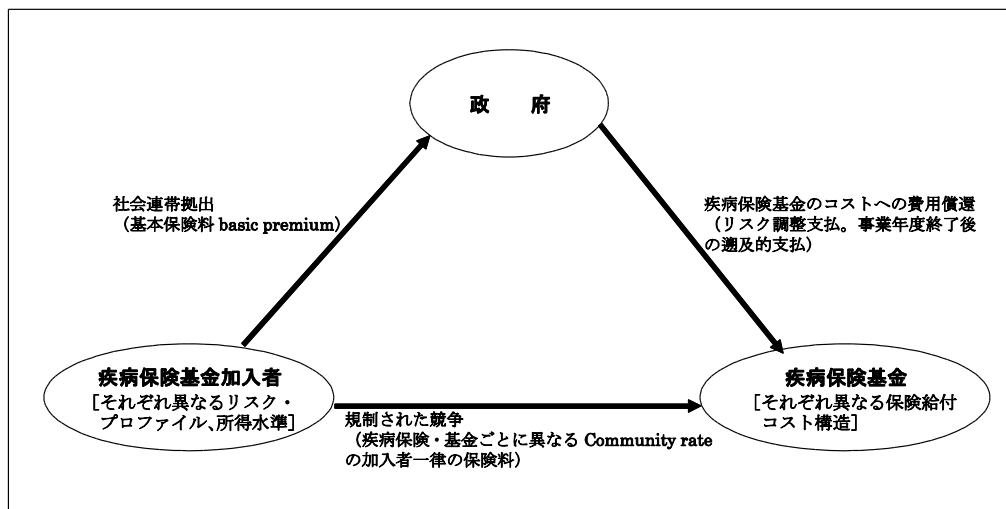 政　府
社会連帯拠出
（基本保険料 basic premium）
疾病保険基金のコストへの費用償還
（リスク調整支払。事業年度終了後
の遡及的支払）
疾病保険基金加入者
［それぞれ異なるリスク・
プロファイル、所得水準］
疾病保険基金
［それぞれ異なる保険給付
コスト構造］
規制された競争
（疾病保険・基金ごとに異なる Community rate
の加入者一律の保険料）